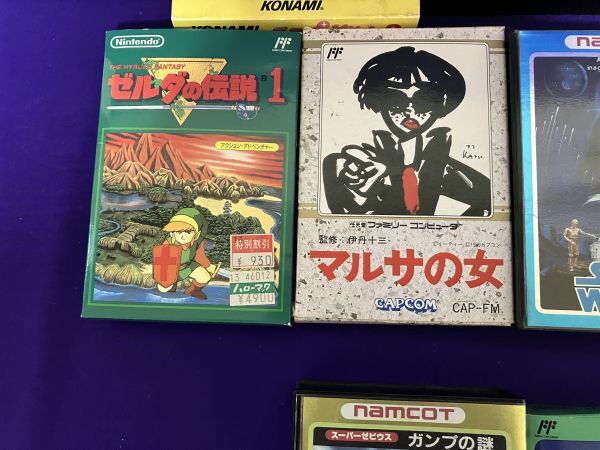 KONAMI
KONAMI
Nintendo
THE HYRULE FANTASY
ゼルダの伝説 1
アクション・アドベンチャー
特別割引
¥ 930
13 46012
ハローマック
¥4900
ファミリー コンピュータ
監修:伊丹十三
マルサの女
CAPCOM
CAP-FM
namcot
スーパーゼビウス
ガンプの謎